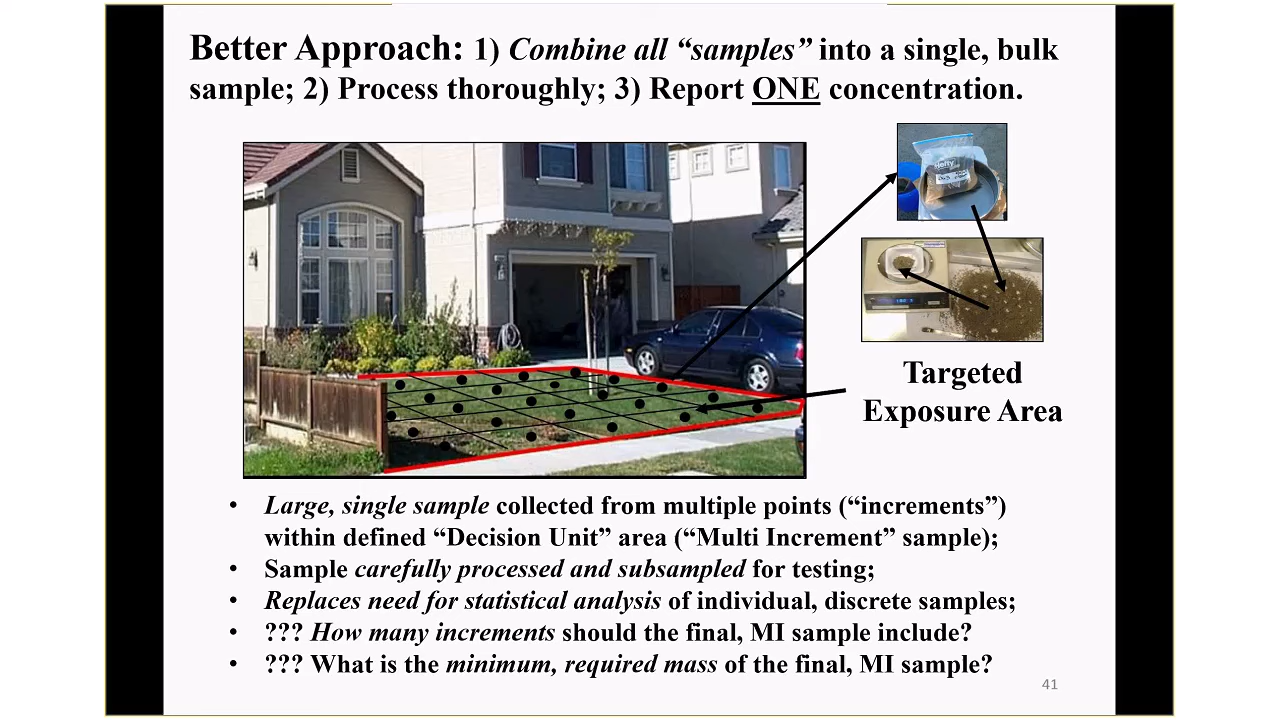 Better Approach: 1) Combine all “samples” into a single, bulk
sample; 2) Process thoroughly; 3) Report ONE concentration.
Hefty
Targeted
Exposure Area
• Large, single sample collected from multiple points (“increments”)
within defined “Decision Unit” area (“Multi Increment” sample);
• Sample carefully processed and subsampled for testing;
• Replaces need for statistical analysis of individual, discrete samples;
• ??? How many increments should the final, MI sample include?
• ??? What is the minimum, required mass of the final, MI sample?
41